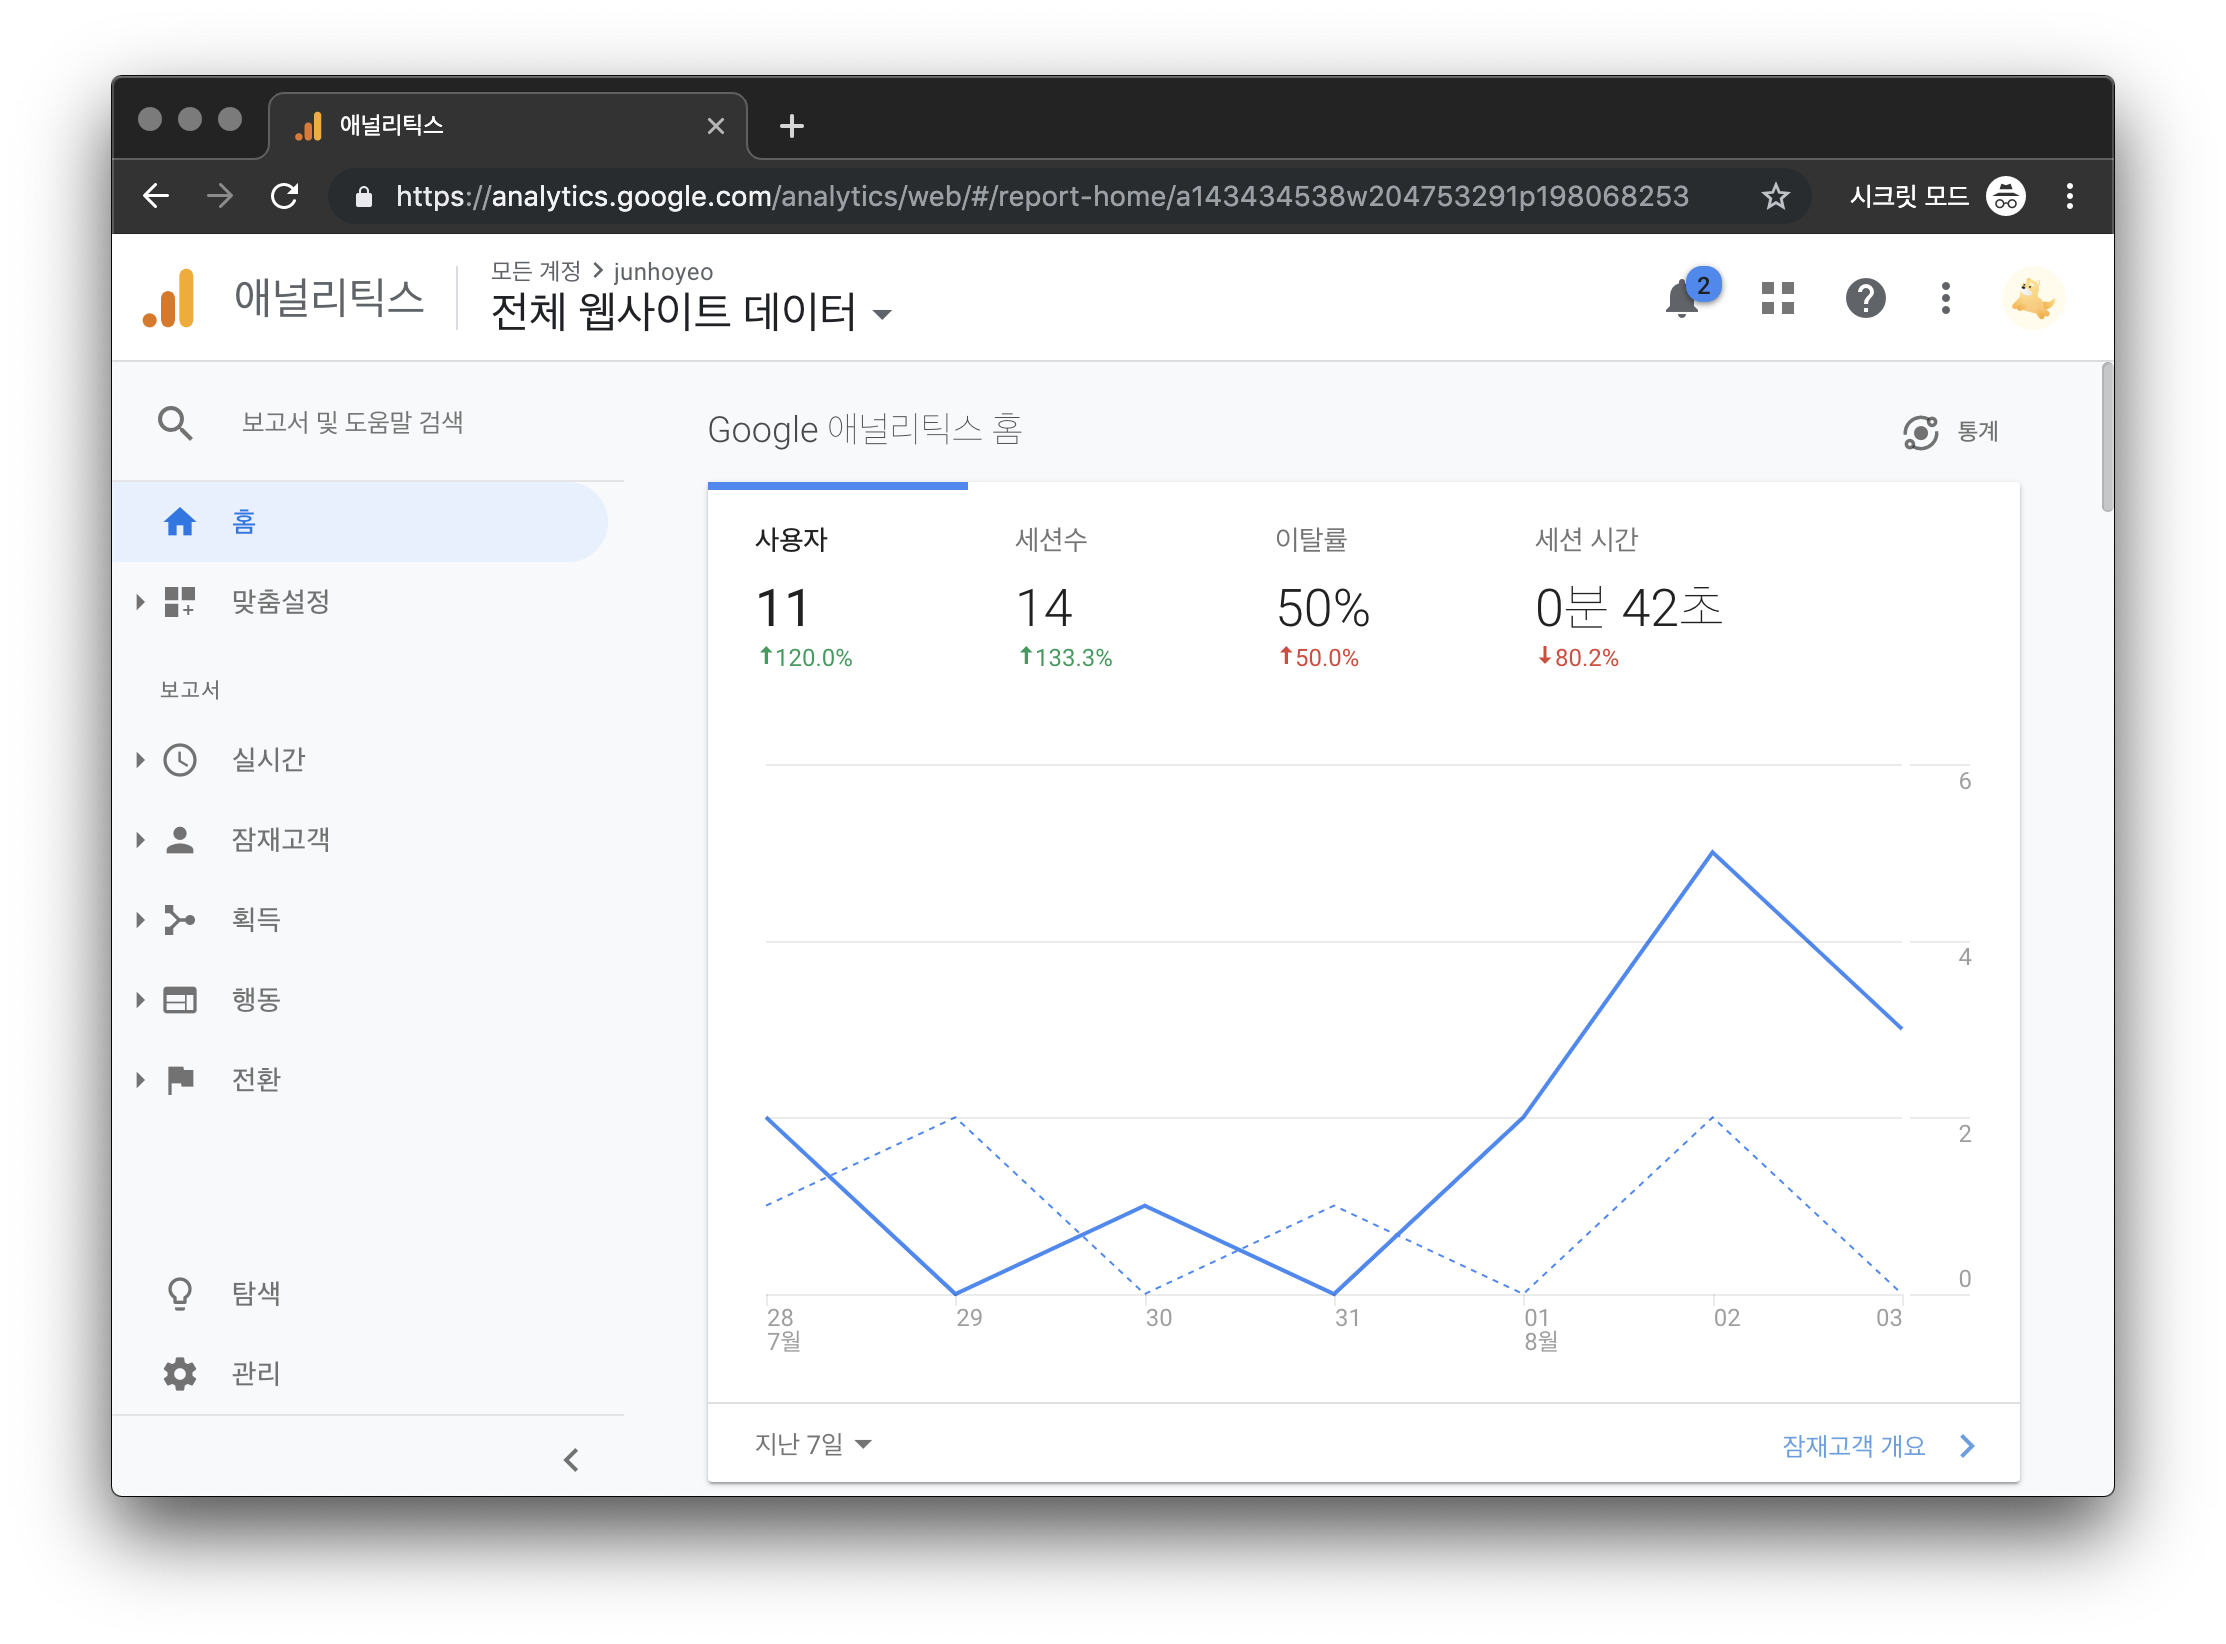 애널리틱스
https://analytics.google.com/analytics/web/#/report-home/a143434538w204753291p198068253
시크릿 모드
애널리틱스
모든 계정 > junhoyeo
전체 웹사이트 데이터
2
보고서 및 도움말 검색
홈
맞춤설정
보고서
실시간
잠재고객
획득
행동
전환
탐색
관리
Google 애널리틱스 홈
통계
사용자
11
↑120.0%
세션수
14
↑133.3%
이탈률
50%
↑50.0%
세션 시간
0분 42초
↓80.2%
6
4
2
0
28
7월
29
30
31
01
8월
02
03
지난 7일
잠재고객 개요